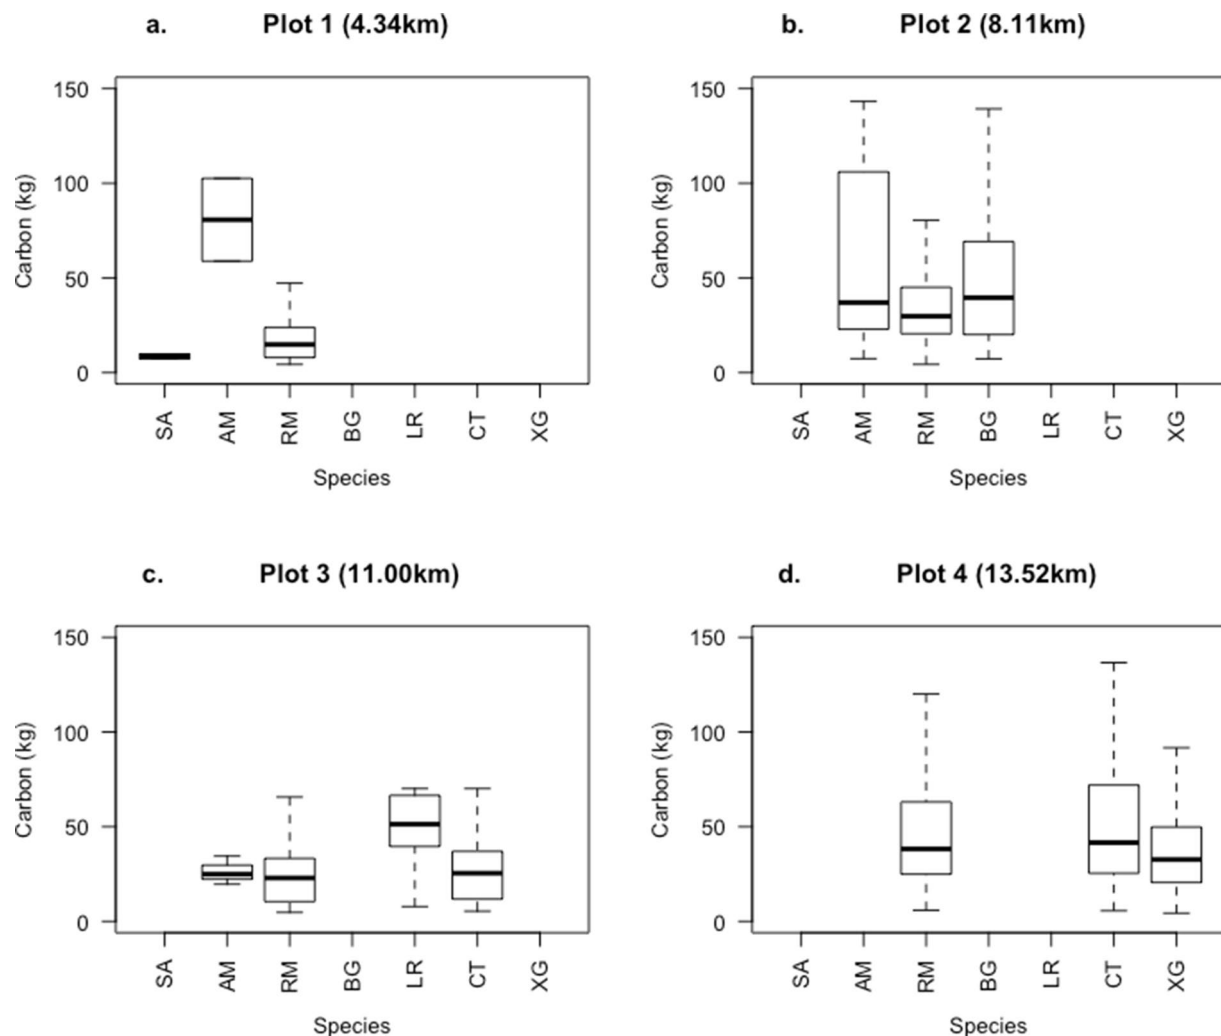 a. Plot 1 (4.34km)
150
100
50
0
Carbon (kg)
SA AM RM BG LR CT XG
Species
b. Plot 2 (8.11km)
150
100
50
0
Carbon (kg)
SA AM RM BG LR CT XG
Species
c. Plot 3 (11.00km)
150
100
50
0
Carbon (kg)
SA AM RM BG LR CT XG
Species
d. Plot 4 (13.52km)
150
100
50
0
Carbon (kg)
SA AM RM BG LR CT XG
Species